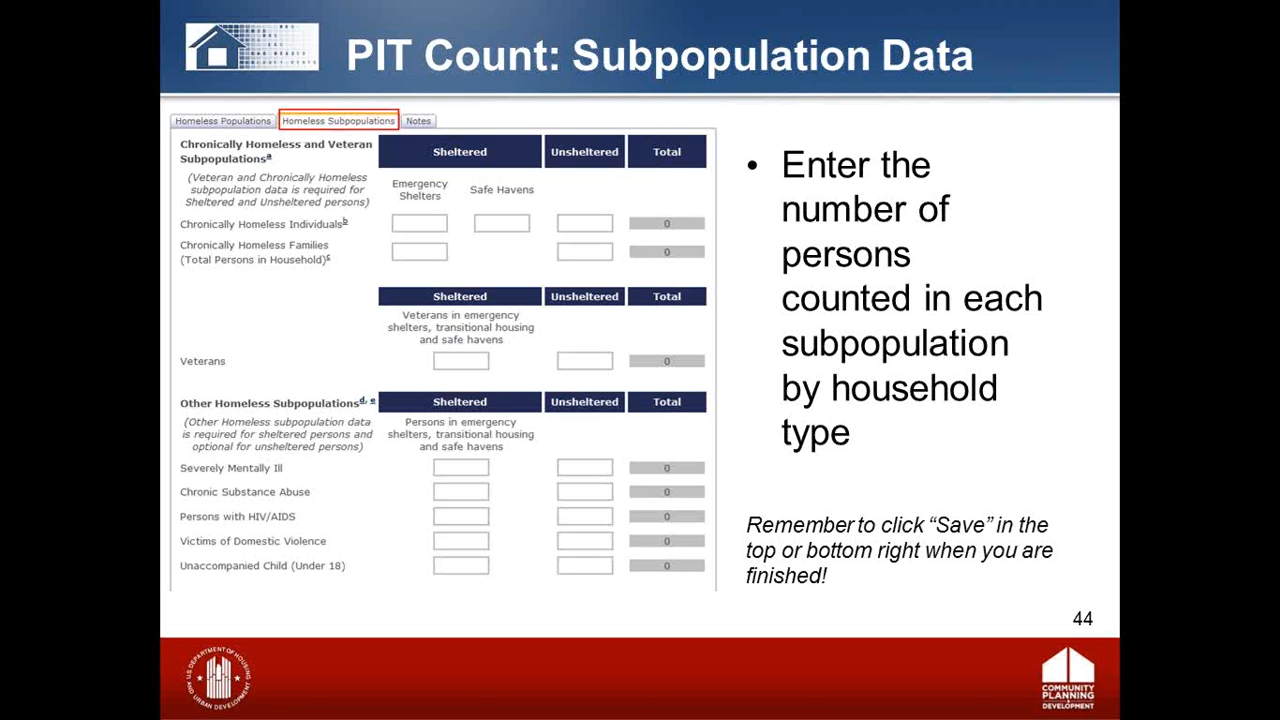 PIT Count: Subpopulation Data
Homeless Populations
Homeless Subpopulations
Notes
Chronically Homeless and Veteran
Subpopulationsa
Sheltered
Unsheltered
Total
(Veteran and Chronically Homeless
subpopulation data is required for
Sheltered and Unsheltered persons)
Emergency
Shelters
Safe Havens
Chronically Homeless Individualsb
0
Chronically Homeless Families
(Total Persons in Household)c
0
Sheltered
Unsheltered
Total
Veterans in emergency
shelters, transitional housing
and safe havens
Veterans
0
Other Homeless Subpopulationsd, e
Sheltered
Unsheltered
Total
(Other Homeless subpopulation data
is required for sheltered persons and
optional for unsheltered persons)
Persons in emergency
shelters, transitional housing
and safe havens
Severely Mentally Ill
0
Chronic Substance Abuse
0
Persons with HIV/AIDS
0
Victims of Domestic Violence
0
Unaccompanied Child (Under 18)
0
• Enter the
number of
persons
counted in each
subpopulation
by household
type
Remember to click “Save” in the
top or bottom right when you are
finished!
44
U.S. DEPARTMENT OF HOUSING
AND URBAN DEVELOPMENT
COMMUNITY
PLANNING
DEVELOPMENT